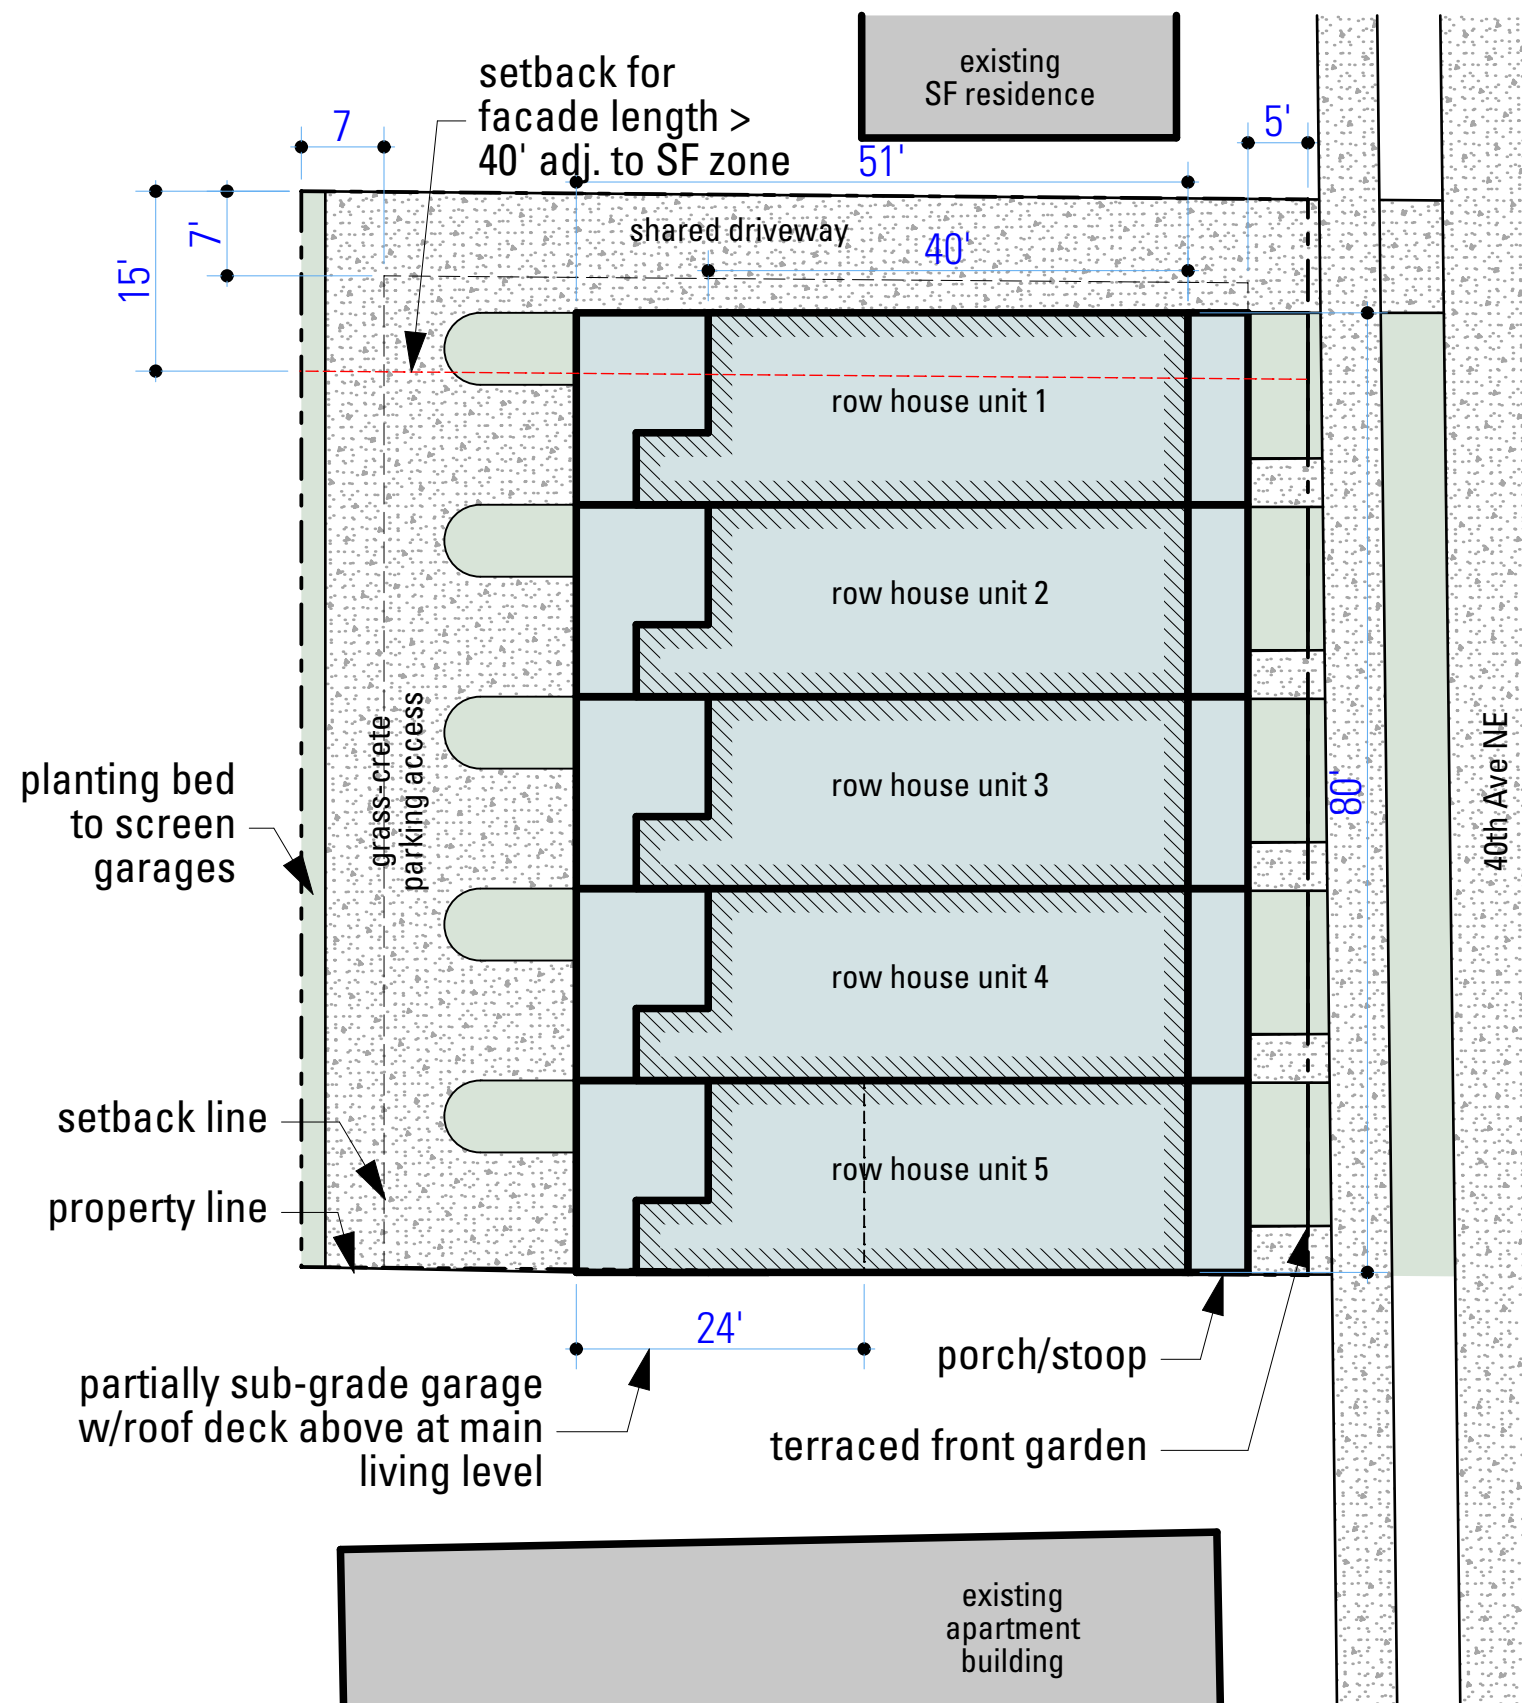 existing
SF residence
setback for
facade length >
40' adj. to SF zone
7
5'
51'
7'
15'
shared driveway
40'
row house unit 1
row house unit 2
row house unit 3
row house unit 4
row house unit 5
grass-crete
parking access
planting bed
to screen
garages
80'
40th Ave NE
setback line
property line
24'
porch/stoop
partially sub-grade garage
w/roof deck above at main
living level
terraced front garden
existing
apartment
building